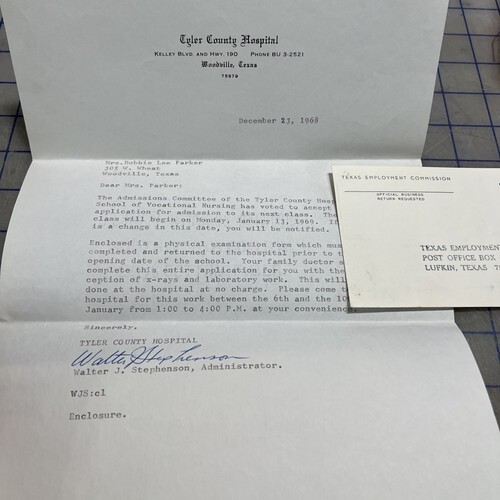 Tyler County Hospital
KELLEY BLVD. AND HWY. 190 PHONE BU 3-2521
Woodville, Texas
75979
December 23, 1968
Mrs. Bobbie Lee Parker
305 W. Wheat
Woodville, Texas
Dear Mrs. Parker:
The Admissions Committee of the Tyler County Hos
School of Vocational Nursing has voted to accept
application for admission to its next class. The
class will begin on Monday, January 13, 1969. If
is a change in this date, you will be notified.
Enclosed is a physical examination form which mus
completed and returned to the hospital prior to
opening date of the school. Your family doctor
complete this entire application for you with the
ception of x-rays and laboratory work. This will
done at the hospital at no charge. Please come t
hospital for this work between the 6th and the 10
January from 1:00 to 4:00 P.M. at your convenienc
Sincerely,
TYLER COUNTY HOSPITAL
Walter J Stephenson
Walter J. Stephenson, Administrator.
WJS:cl
Enclosure.
TEXAS EMPLOYMENT COMMISSION
OFFICIAL BUSINESS
RETURN REQUESTED
TEXAS EMPLOYMEN
POST OFFICE BOX
LUFKIN, TEXAS 7